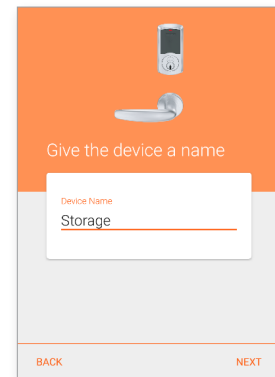 Give the device a name
Device Name
Storage
BACK
NEXT